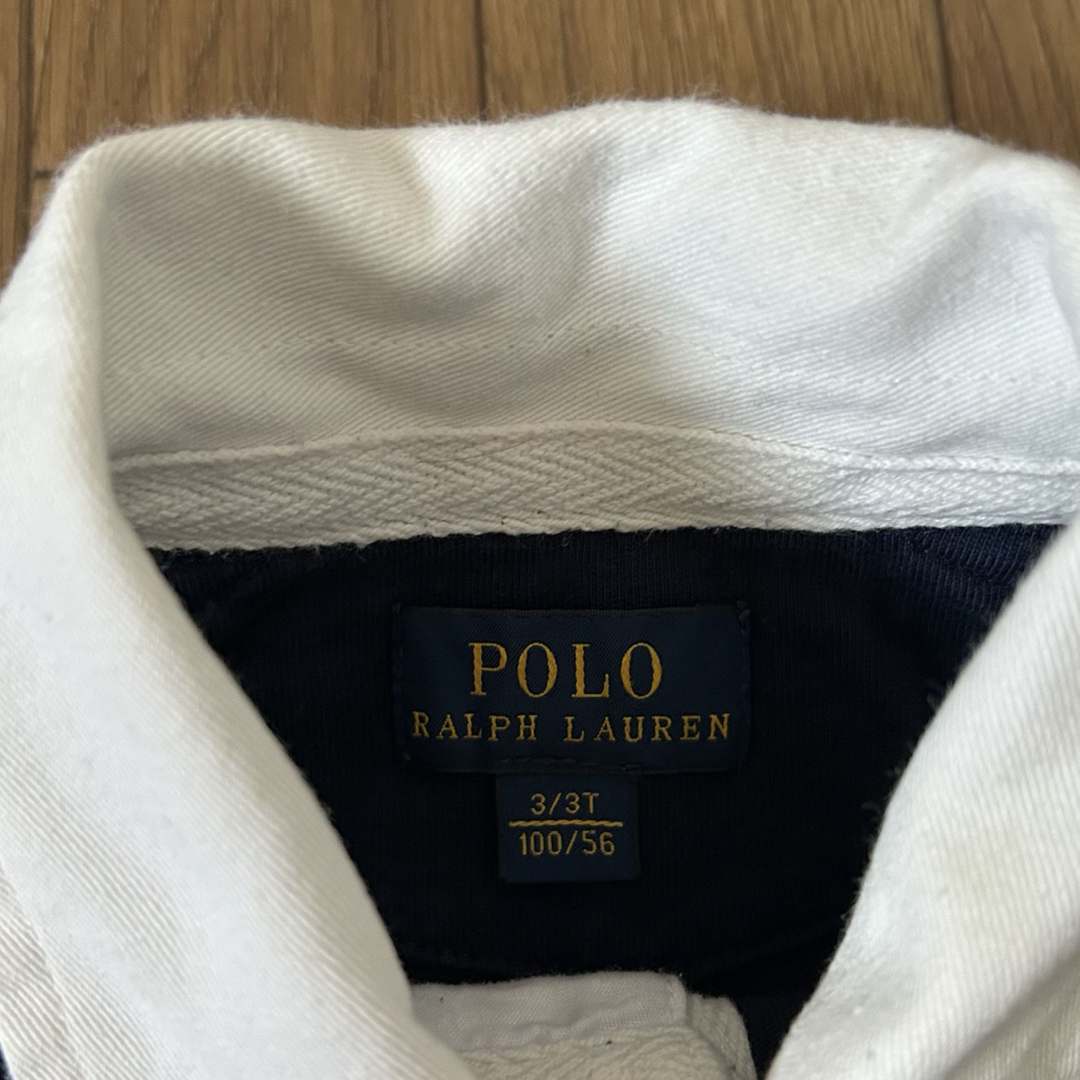 POLO
RALPH LAUREN
3/3T
100/56